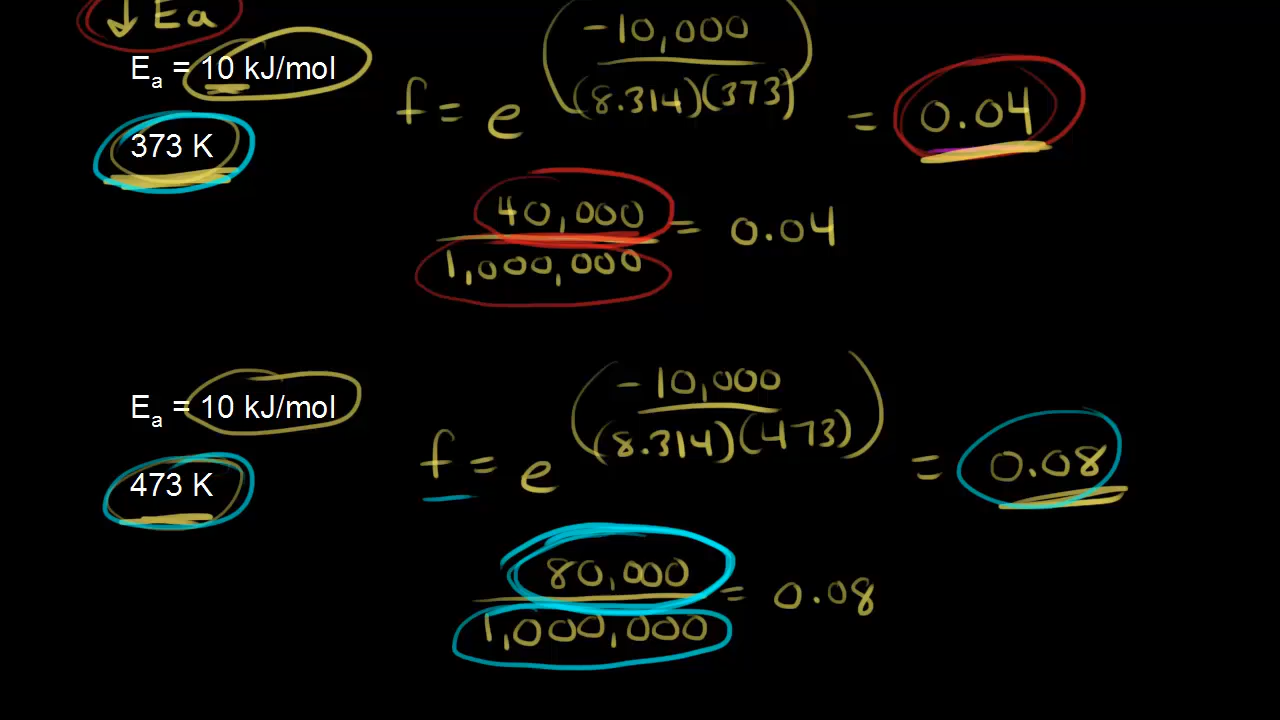 ↓ Ea
Ea = 10 kJ/mol
373 K
f = e^(-10,000 / (8.314)(373)) = 0.04
40,000 / 1,000,000 = 0.04
Ea = 10 kJ/mol
473 K
f = e^(-10,000 / (8.314)(473)) = 0.08
80,000 / 1,000,000 = 0.08